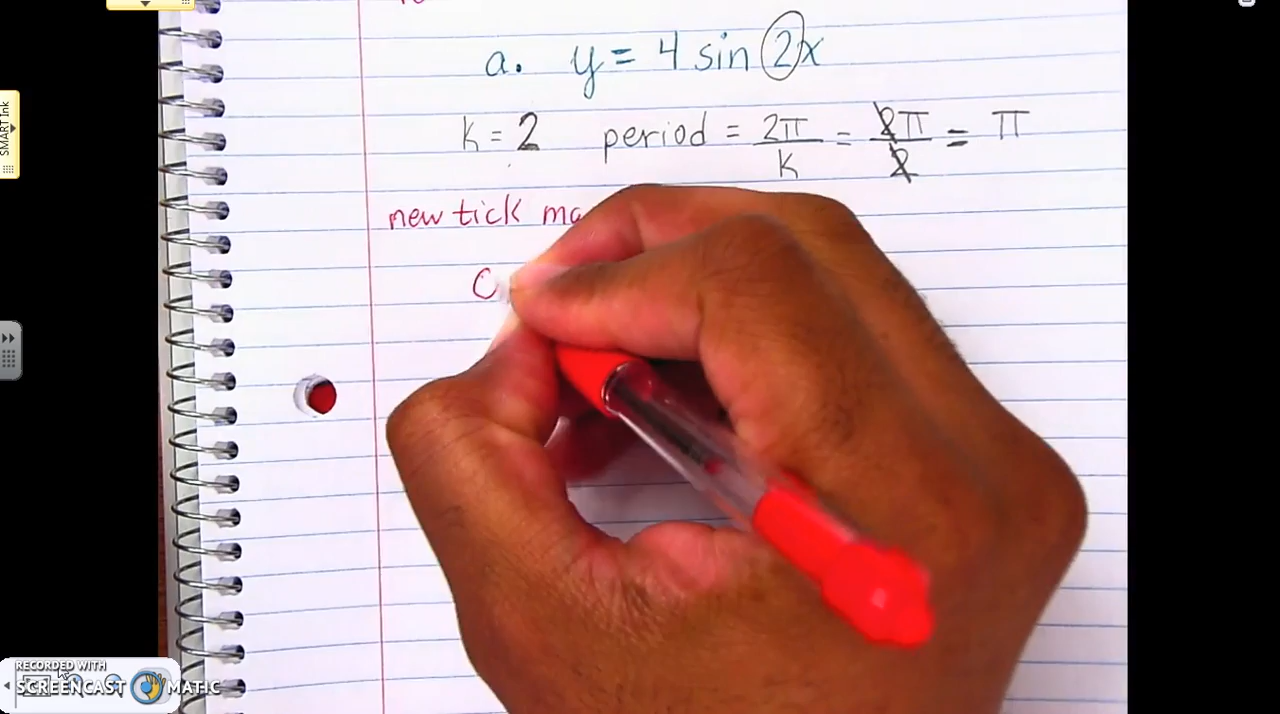 a. y = 4 sin 2x
k = 2 period = 2π/k = 2π/2 = π
new tick ma
0
SMART Ink
RECORDED WITH
SCREENCAST MATIC